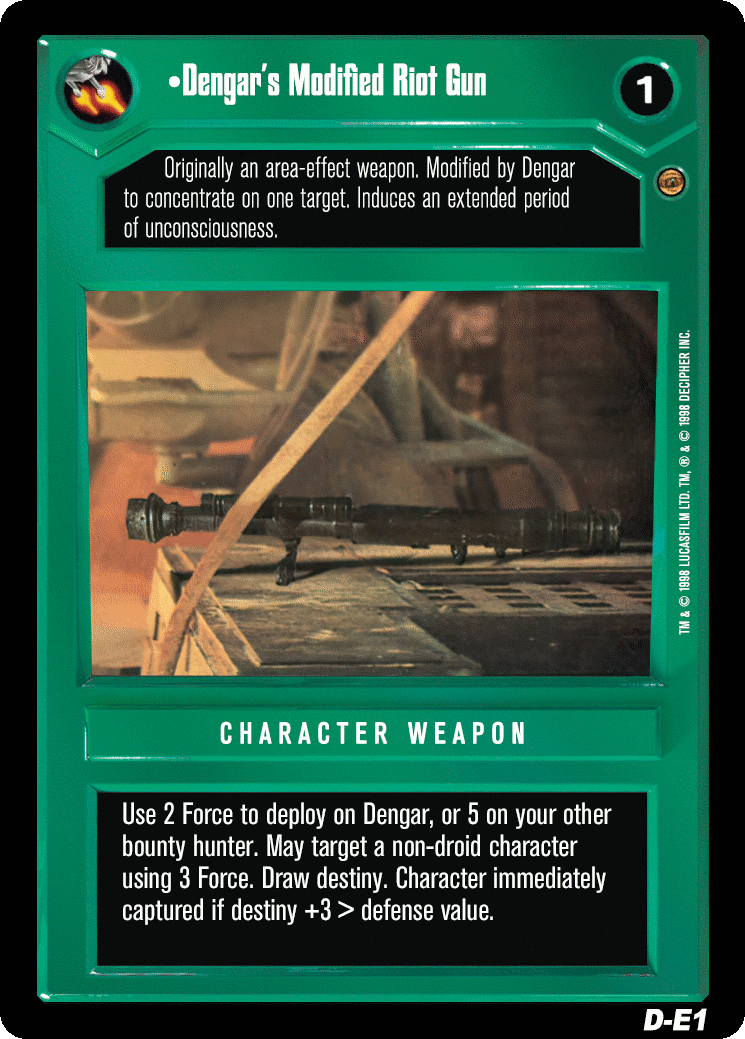 •Dengar's Modified Riot Gun
1
Originally an area-effect weapon. Modified by Dengar
to concentrate on one target. Induces an extended period
of unconsciousness.
TM & © 1998 LUCASFILM LTD. TM, ® & © 1998 DECIPHER INC.
CHARACTER WEAPON
Use 2 Force to deploy on Dengar, or 5 on your other
bounty hunter. May target a non-droid character
using 3 Force. Draw destiny. Character immediately
captured if destiny +3 > defense value.
D-E1